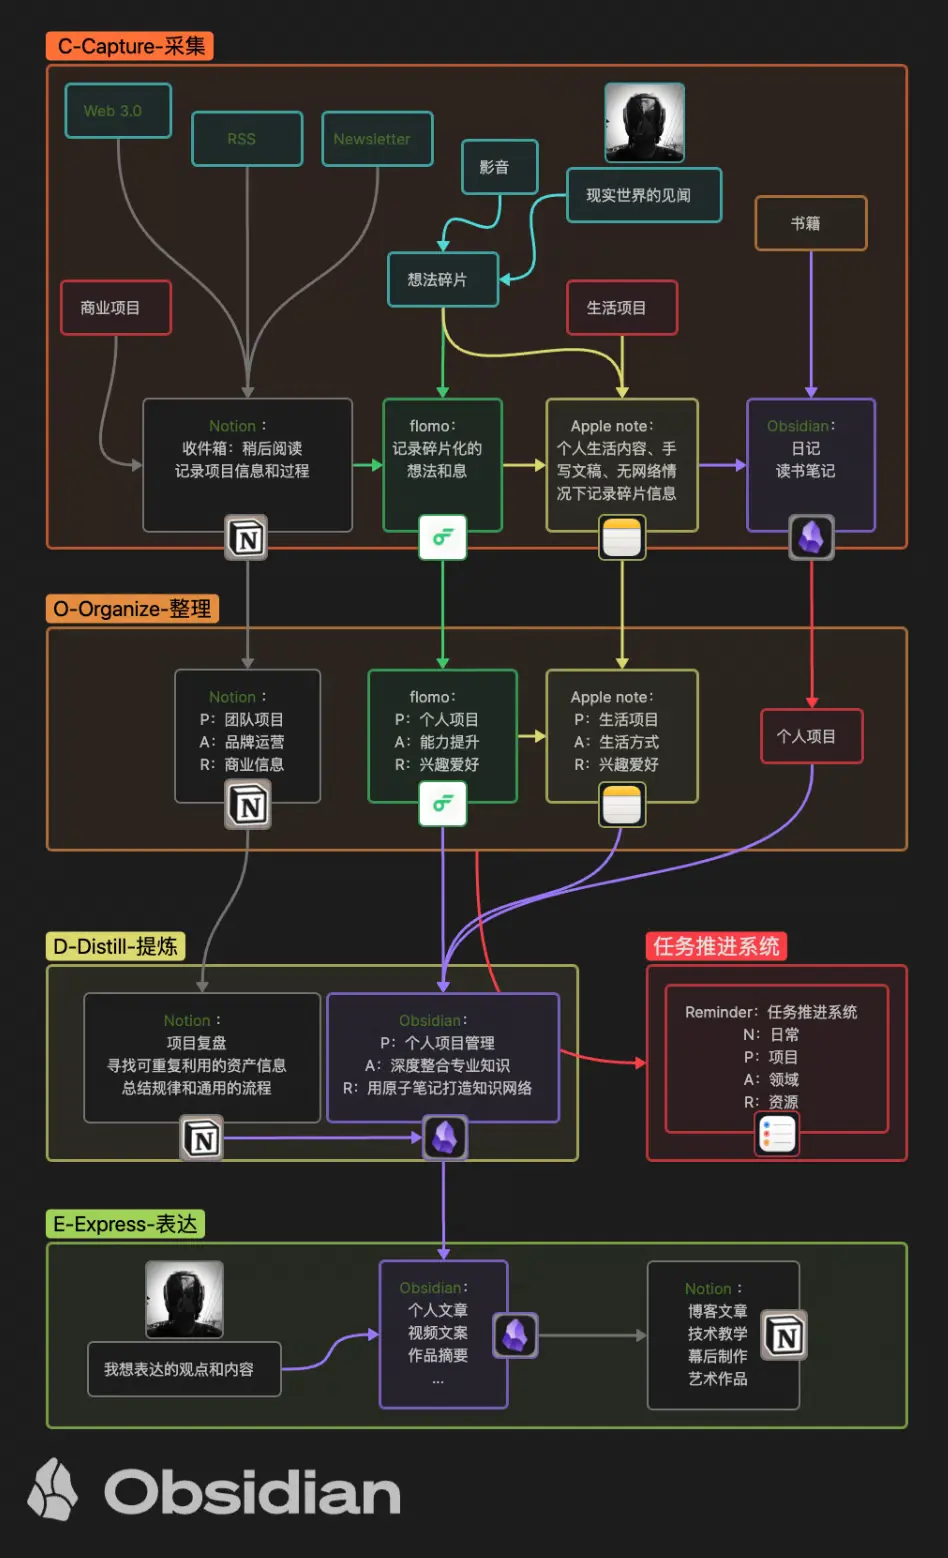 C-Capture-采集
Web 3.0
RSS
Newsletter
影音
现实世界的见闻
书籍
想法碎片
商业项目
生活项目
Notion：
收件箱：稍后阅读
记录项目信息和过程
flomo：
记录碎片化的
想法和息
Apple note：
个人生活内容、手
写文稿、无网络情
况下记录碎片信息
Obsidian：
日记
读书笔记
O-Organize-整理
Notion：
P：团队项目
A：品牌运营
R：商业信息
flomo：
P：个人项目
A：能力提升
R：兴趣爱好
Apple note：
P：生活项目
A：生活方式
R：兴趣爱好
个人项目
D-Distill-提炼
Notion：
项目复盘
寻找可重复利用的资产信息
总结规律和通用的流程
Obsidian：
P：个人项目管理
A：深度整合专业知识
R：用原子笔记打造知识网络
任务推进系统
Reminder：任务推进系统
N：日常
P：项目
A：领域
R：资源
E-Express-表达
我想表达的观点和内容
Obsidian：
个人文章
视频文案
作品摘要
...
Notion：
博客文章
技术教学
幕后制作
艺术作品
Obsidian